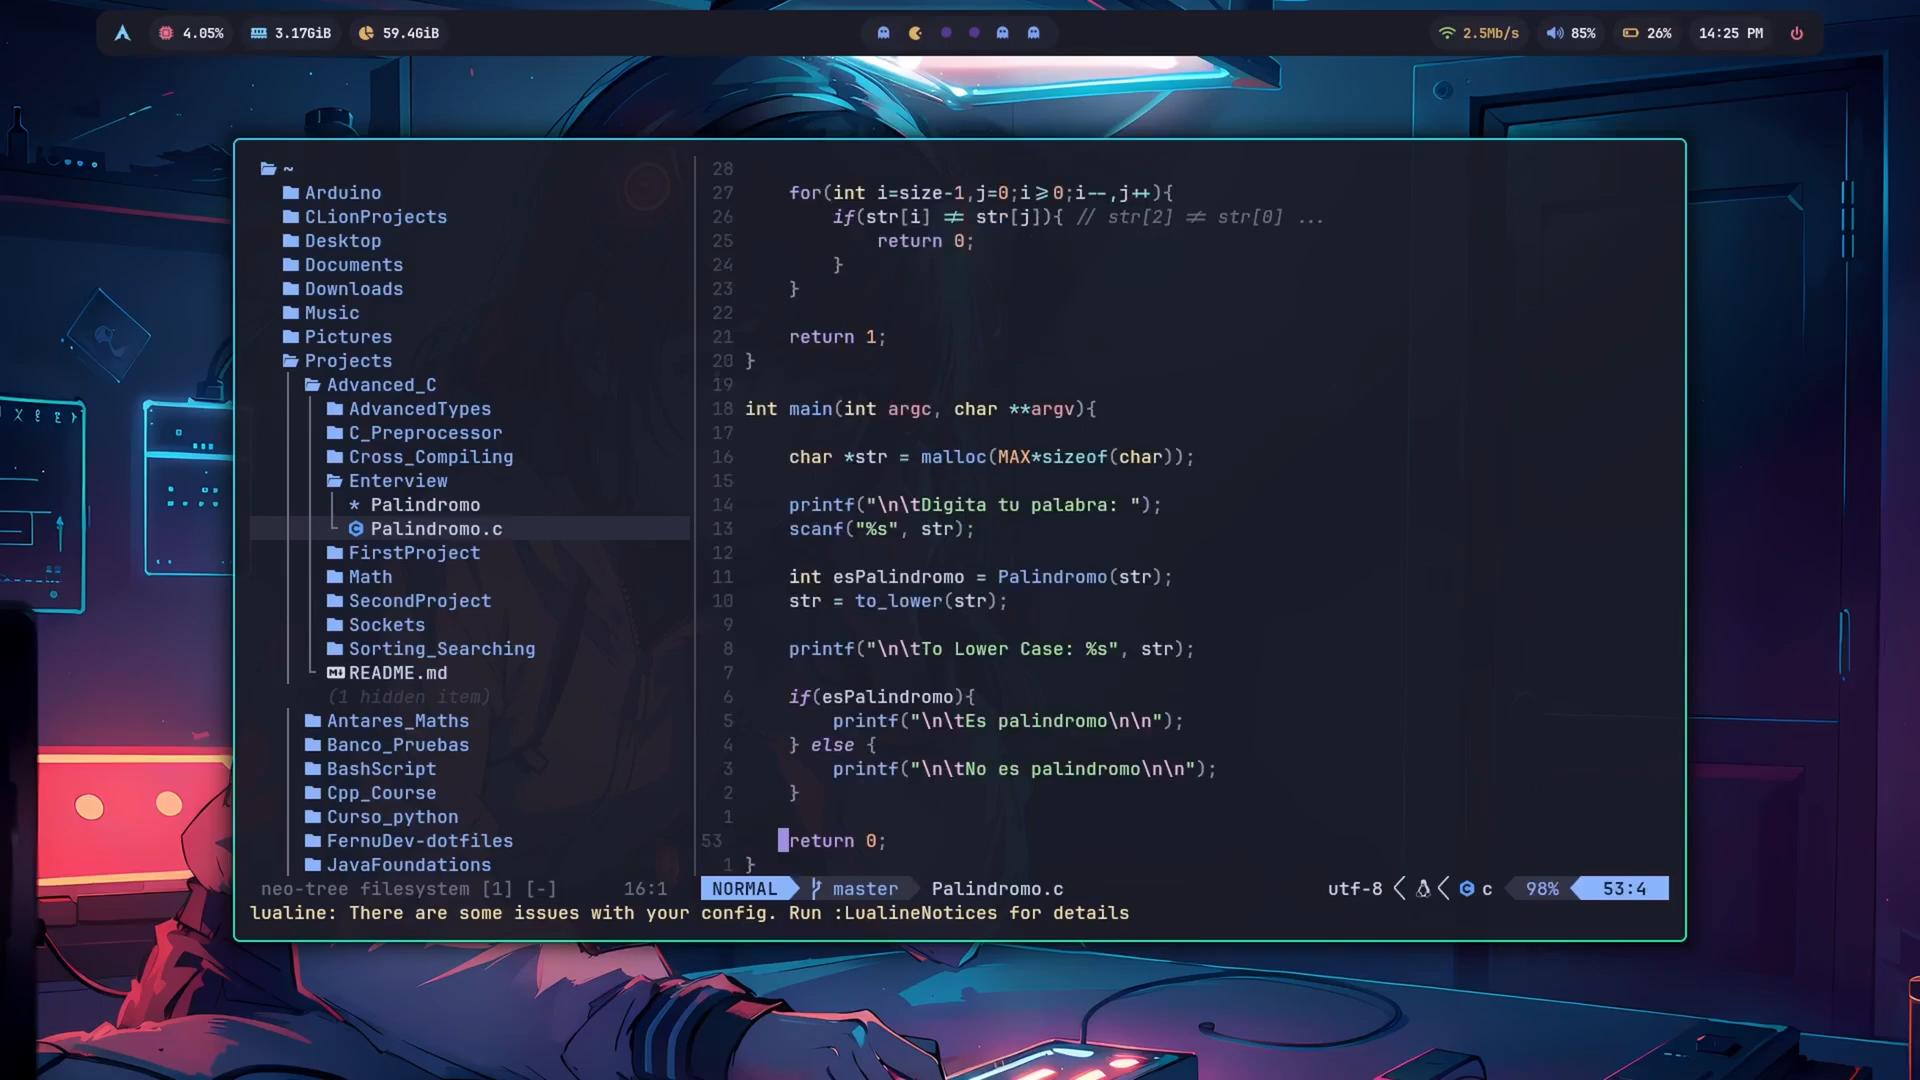 4.05% 3.17GiB 59.4GiB 2.5Mb/s 85% 26% 14:25 PM
~
Arduino
CLionProjects
Desktop
Documents
Downloads
Music
Pictures
Projects
Advanced_C
AdvancedTypes
C_Preprocessor
Cross_Compiling
Enterview
* Palindromo
Palindromo.c
FirstProject
Math
SecondProject
Sockets
Sorting_Searching
README.md
(1 hidden item)
Antares_Maths
Banco_Pruebas
BashScript
Cpp_Course
Curso_python
FernuDev-dotfiles
JavaFoundations
neo-tree filesystem [1] [-] 16:1
28
27 for(int i=size-1,j=0;i>=0;i--,j++){
26 if(str[i] != str[j]){ // str[2] != str[0] ...
25 return 0;
24 }
23 }
22
21 return 1;
20 }
19
18 int main(int argc, char **argv){
17
16 char *str = malloc(MAX*sizeof(char));
15
14 printf("\n\tDigita tu palabra: ");
13 scanf("%s", str);
12
11 int esPalindromo = Palindromo(str);
10 str = to_lower(str);
9
8 printf("\n\tTo Lower Case: %s", str);
7
6 if(esPalindromo){
5 printf("\n\tEs palindromo\n\n");
4 } else {
3 printf("\n\tNo es palindromo\n\n");
2 }
1
53 return 0;
1 }
NORMAL master Palindromo.c utf-8 c 98% 53:4
lualine: There are some issues with your config. Run :LualineNotices for details